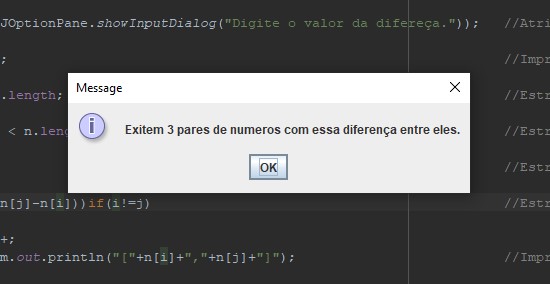 JOptionPane.showInputDialog("Digite o valor da difereça.")); //Atri
; //Impr
.length; //Estr
< n.leng //Estr
//Estr
n[j]-n[i]))if(i!=j) //Estr
+;
m.out.println("["+n[i]+","+n[j]+"]"); //Impr
Message
Exitem 3 pares de numeros com essa diferença entre eles.
OK